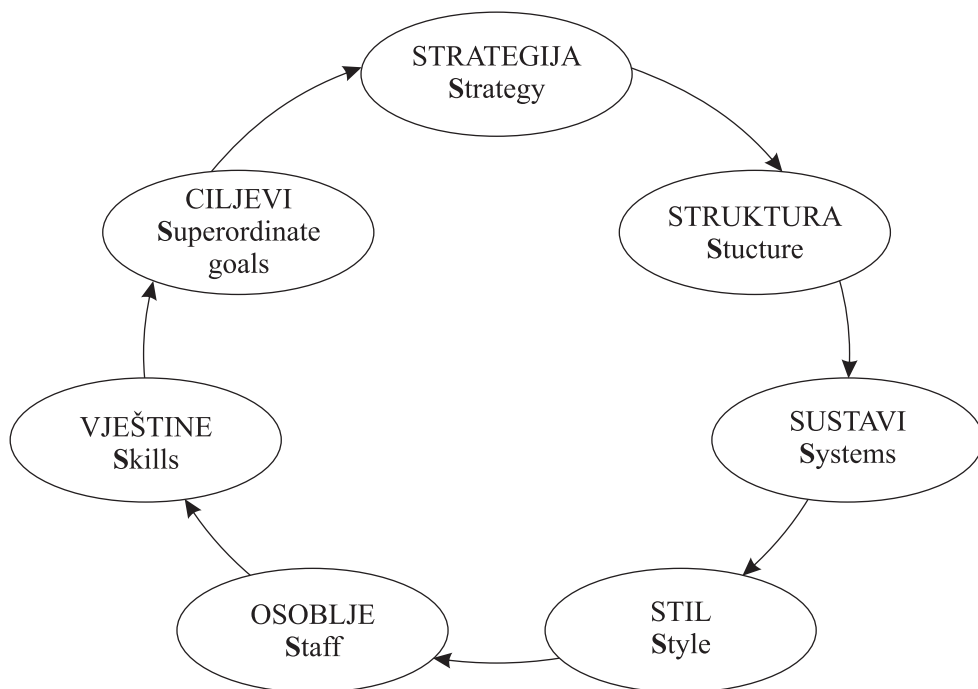 STRATEGIJA
Strategy
STRUKTURA
Stucture
SUSTAVI
Systems
STIL
Style
OSOBLJE
Staff
VJEŠTINE
Skills
CILJEVI
Superordinate
goals